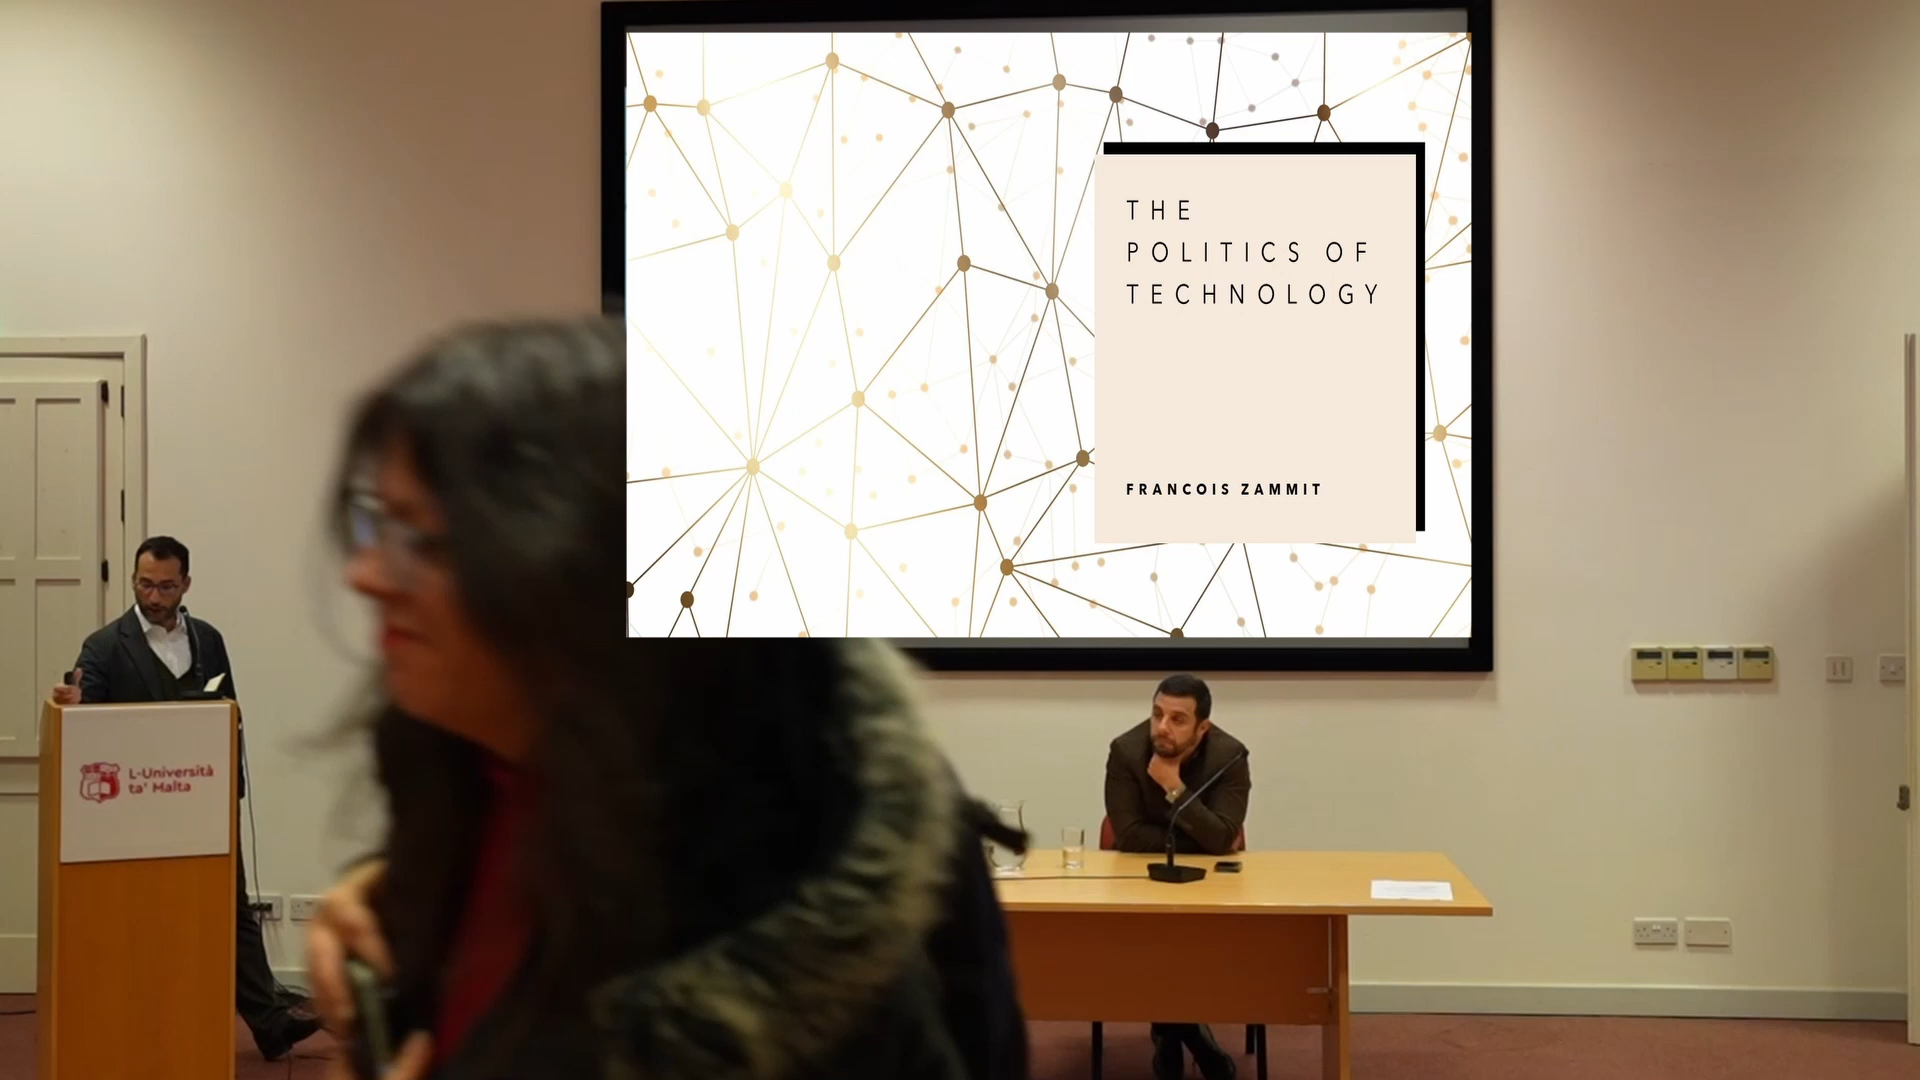 THE
POLITICS OF
TECHNOLOGY
FRANCOIS ZAMMIT
L-Università
ta' Malta